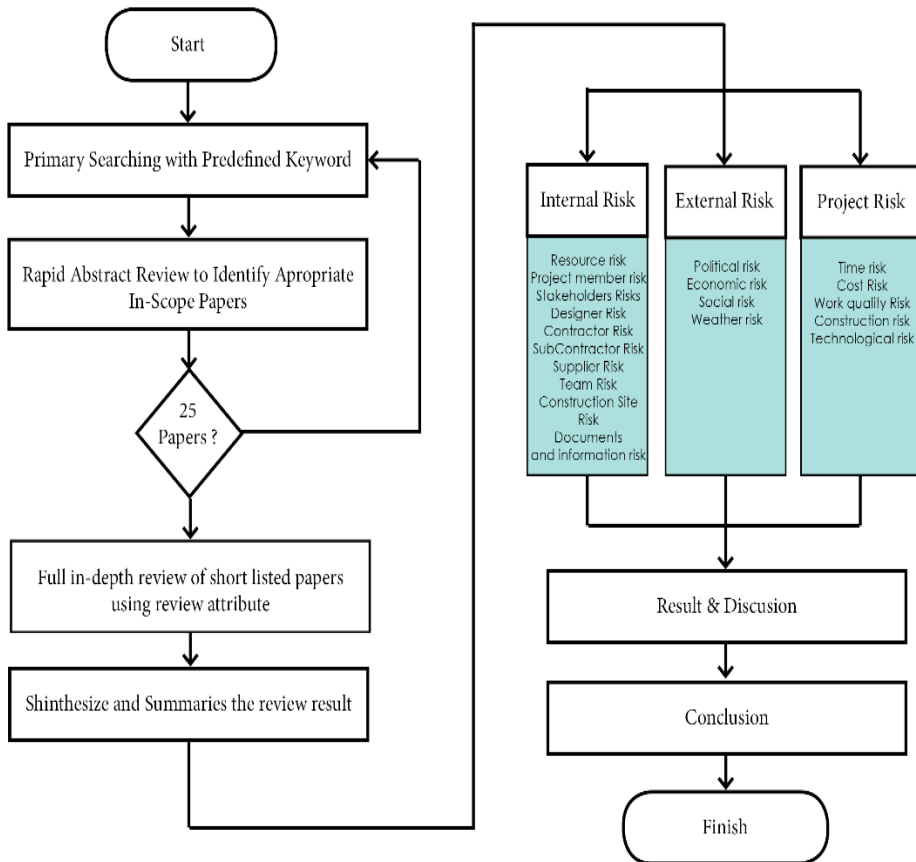 Start
Primary Searching with Predefined Keyword
Rapid Abstract Review to Identify Apropriate
In-Scope Papers
25
Papers ?
Full in-depth review of short listed papers
using review attribute
Shinthesize and Summaries the review result
Internal Risk
Resource risk
Project member risk
Stakeholders Risks
Designer Risk
Contractor Risk
SubContractor Risk
Supplier Risk
Team Risk
Construction Site
Risk
Documents
and information risk
External Risk
Political risk
Economic risk
Social risk
Weather risk
Project Risk
Time risk
Cost Risk
Work quality Risk
Construction risk
Technological risk
Result & Discusion
Conclusion
Finish